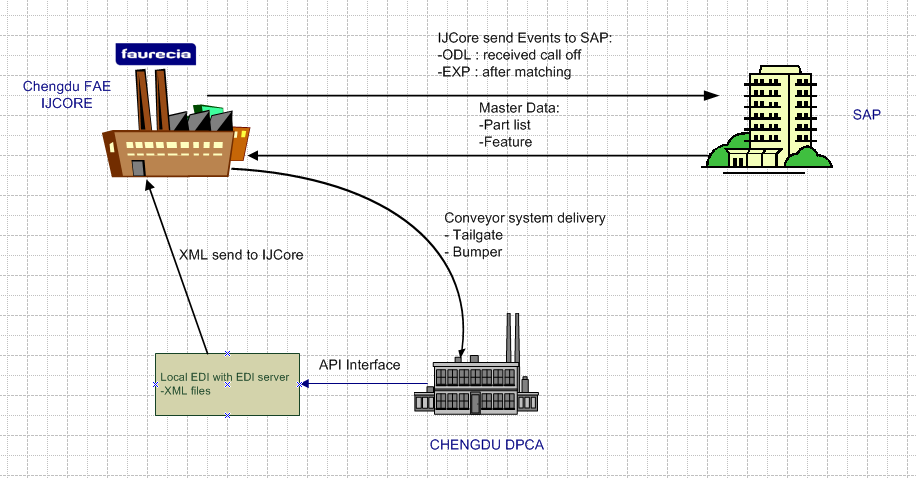 faurecia
Chengdu FAE
IJCORE
IJCore send Events to SAP:
-ODL : received call off
-EXP : after matching
Master Data:
-Part list
-Feature
SAP
Conveyor system delivery
- Tailgate
- Bumper
XML send to IJCore
API Interface
Local EDI with EDI server
-XML files
CHENGDU DPCA